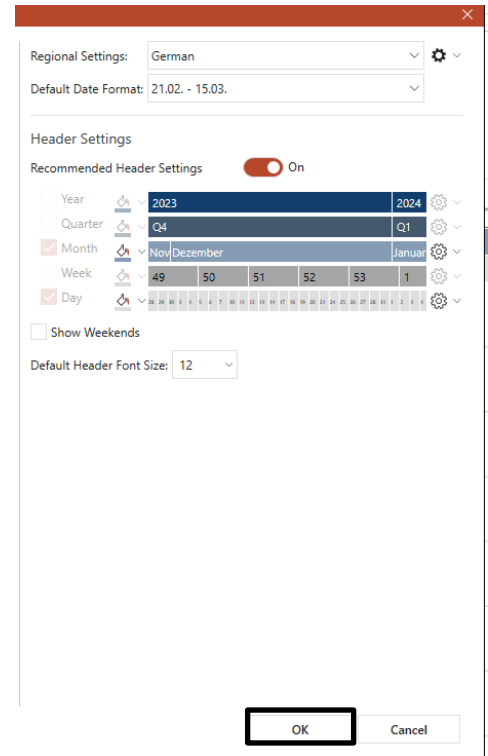 Regional Settings: German
Default Date Format: 21.02. - 15.03.
Header Settings
Recommended Header Settings On
Year 2023 2024
Quarter Q4 Q1
Month Nov Dezember Januar
Week 49 50 51 52 53 1
Day
Show Weekends
Default Header Font Size: 12
OK Cancel